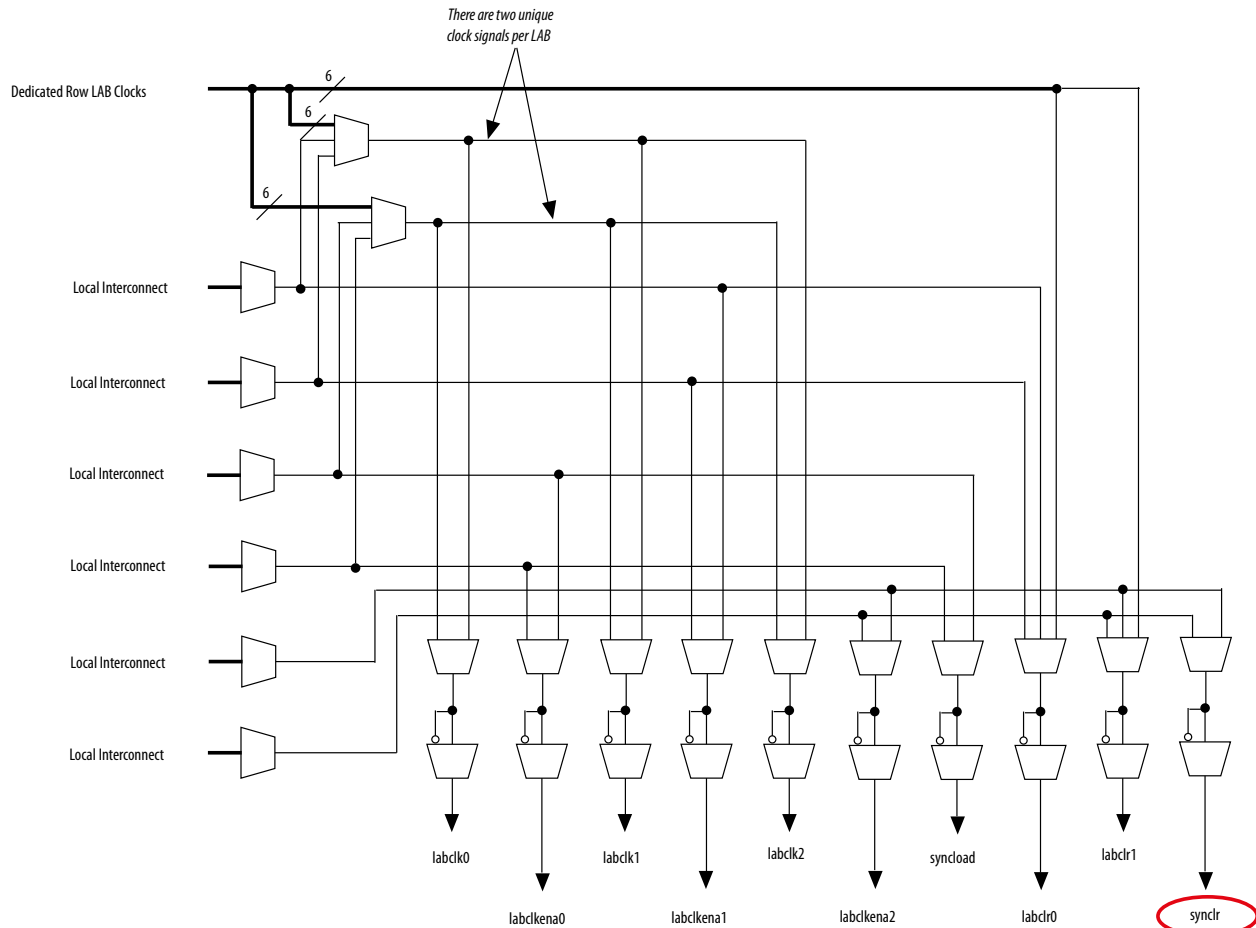 There are two unique
clock signals per LAB
Dedicated Row LAB Clocks
6
6
6
Local Interconnect
Local Interconnect
Local Interconnect
Local Interconnect
Local Interconnect
Local Interconnect
labclk0
labclk1
labclk2
syncload
labclr1
labclkena0
labclkena1
labclkena2
labclr0
synclr